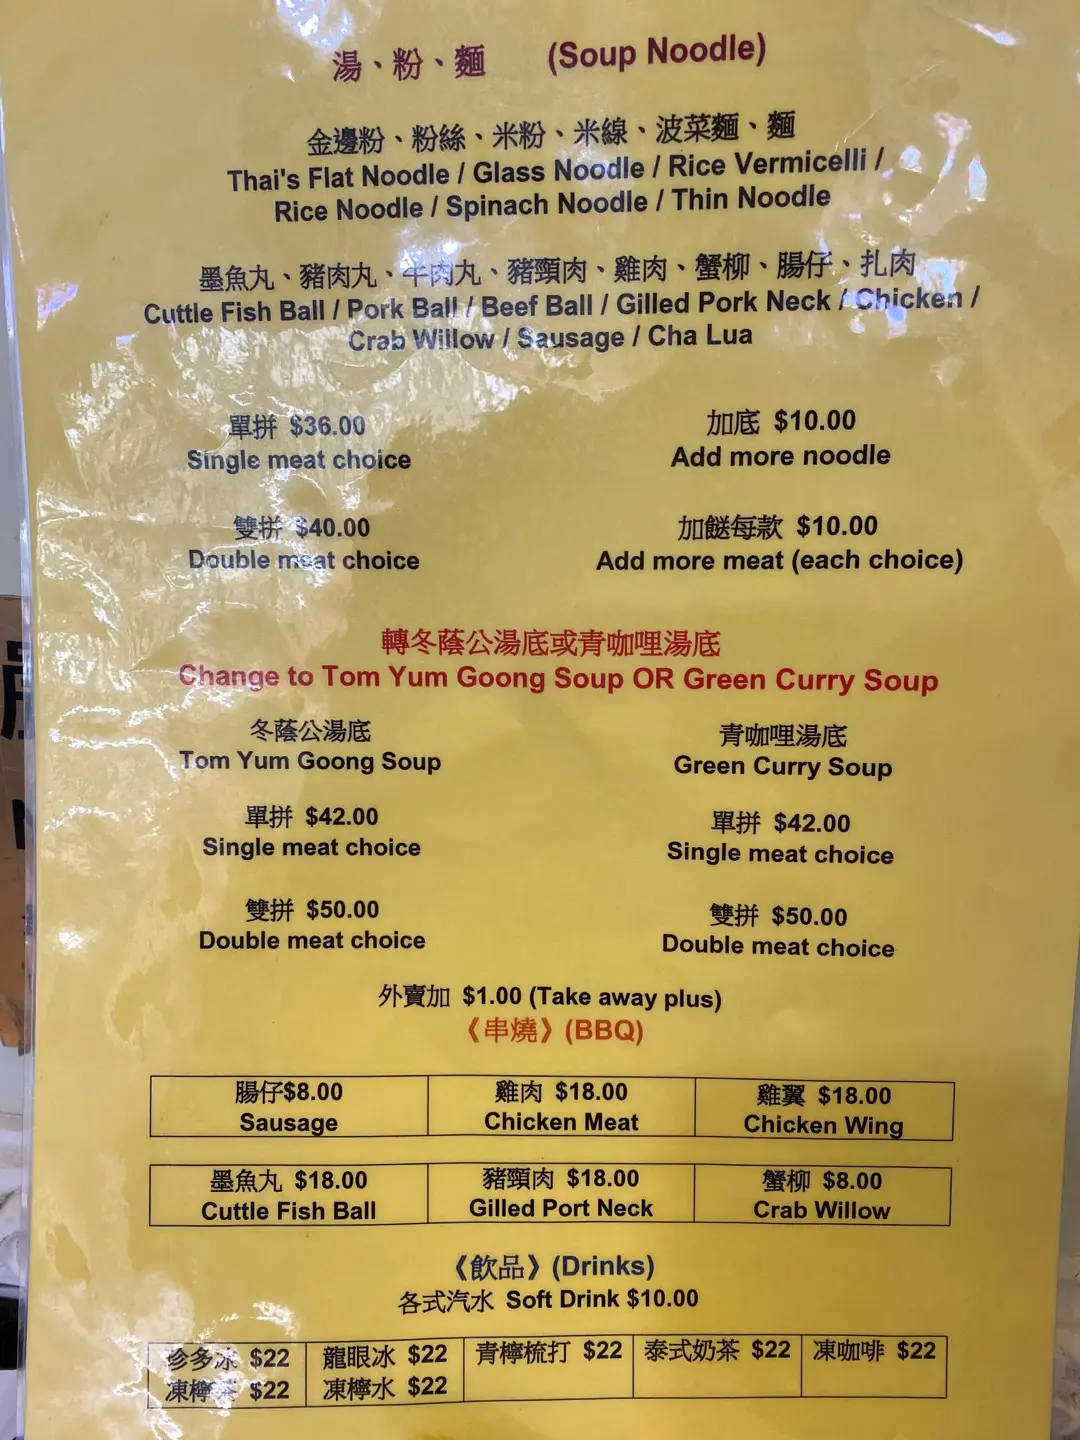 湯、粉、麵 (Soup Noodle)
金邊粉、粉絲、米粉、米線、波菜麵、麵
Thai's Flat Noodle / Glass Noodle / Rice Vermicelli /
Rice Noodle / Spinach Noodle / Thin Noodle
墨魚丸、豬肉丸、牛肉丸、豬頸肉、雞肉、蟹柳、腸仔、扎肉
Cuttle Fish Ball / Pork Ball / Beef Ball / Gilled Pork Neck / Chicken /
Crab Willow / Sausage / Cha Lua
單拼 $36.00 加底 $10.00
Single meat choice Add more noodle
雙拼 $40.00 加餸每款 $10.00
Double meat choice Add more meat (each choice)
轉冬蔭公湯底或青咖哩湯底
Change to Tom Yum Goong Soup OR Green Curry Soup
冬蔭公湯底 青咖哩湯底
Tom Yum Goong Soup Green Curry Soup
單拼 $42.00 單拼 $42.00
Single meat choice Single meat choice
雙拼 $50.00 雙拼 $50.00
Double meat choice Double meat choice
外賣加 $1.00 (Take away plus)
《串燒》(BBQ)
腸仔$8.00 雞肉 $18.00 雞翼 $18.00
Sausage Chicken Meat Chicken Wing
墨魚丸 $18.00 豬頸肉 $18.00 蟹柳 $8.00
Cuttle Fish Ball Gilled Port Neck Crab Willow
《飲品》(Drinks)
各式汽水 Soft Drink $10.00
珍多冰 $22 龍眼冰 $22 青檸梳打 $22 泰式奶茶 $22 凍咖啡 $22
凍檸茶 $22 凍檸水 $22